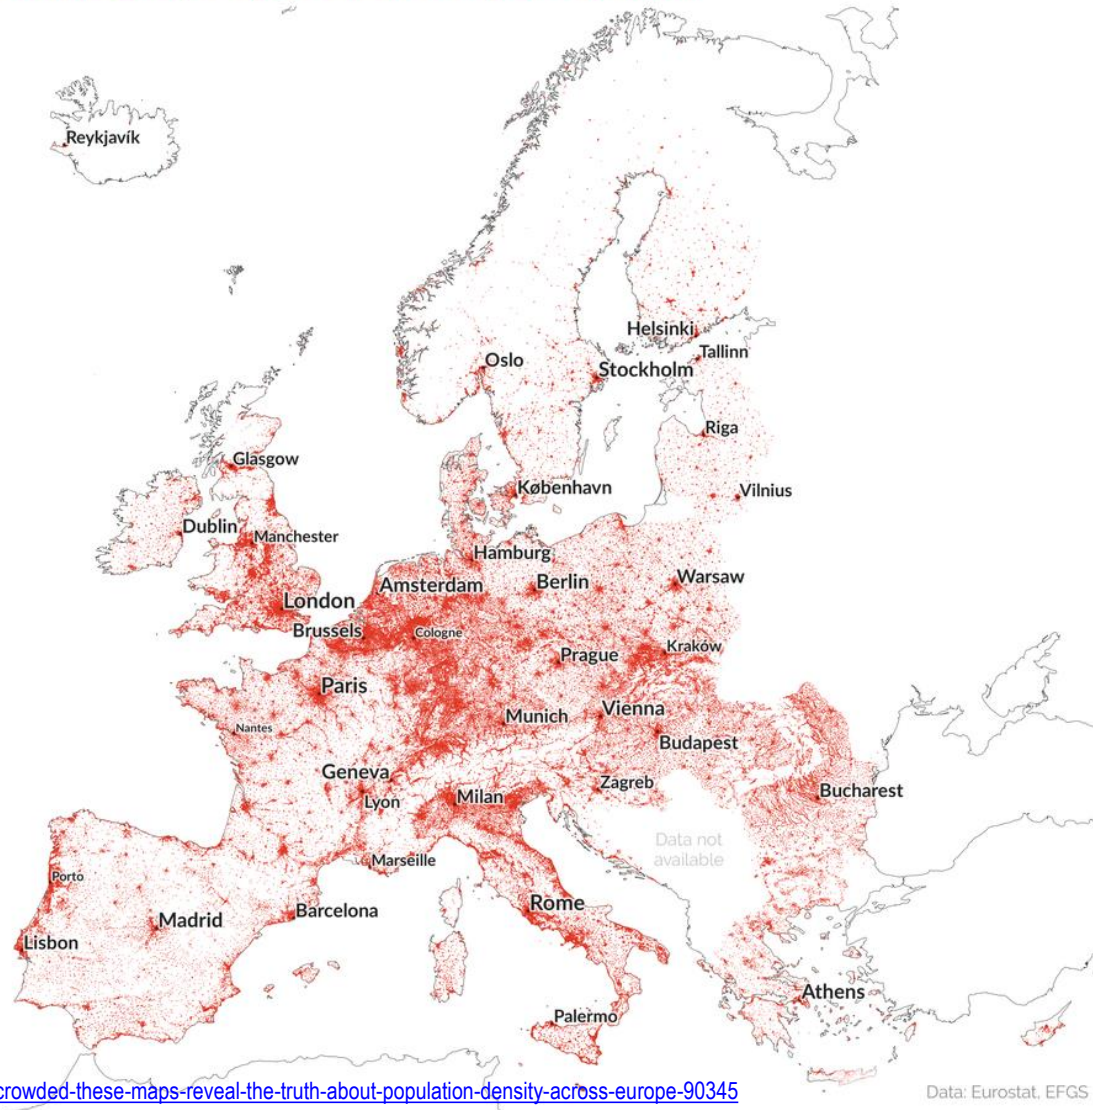 Reykjavík
Helsinki
Tallinn
Oslo
Stockholm
Riga
Glasgow
København
Vilnius
Dublin
Manchester
Hamburg
Amsterdam
Berlin
Warsaw
London
Brussels
Cologne
Prague
Kraków
Paris
Nantes
Munich
Vienna
Budapest
Geneva
Lyon
Milan
Zagreb
Bucharest
Data not
available
Marseille
Porto
Madrid
Barcelona
Rome
Lisbon
Athens
Palermo
crowded-these-maps-reveal-the-truth-about-population-density-across-europe-90345
Data: Eurostat, EFGS